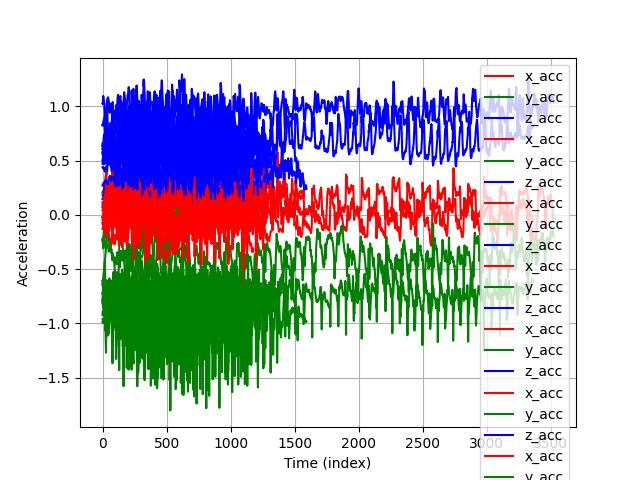 1.0
0.5
0.0
−0.5
−1.0
−1.5
Acceleration
0
500
1000
1500
2000
2500
3000
3500
Time (index)
x_acc
y_acc
z_acc
x_acc
y_acc
z_acc
x_acc
y_acc
z_acc
x_acc
y_acc
z_acc
x_acc
y_acc
z_acc
x_acc
y_acc
z_acc
x_acc
y_acc